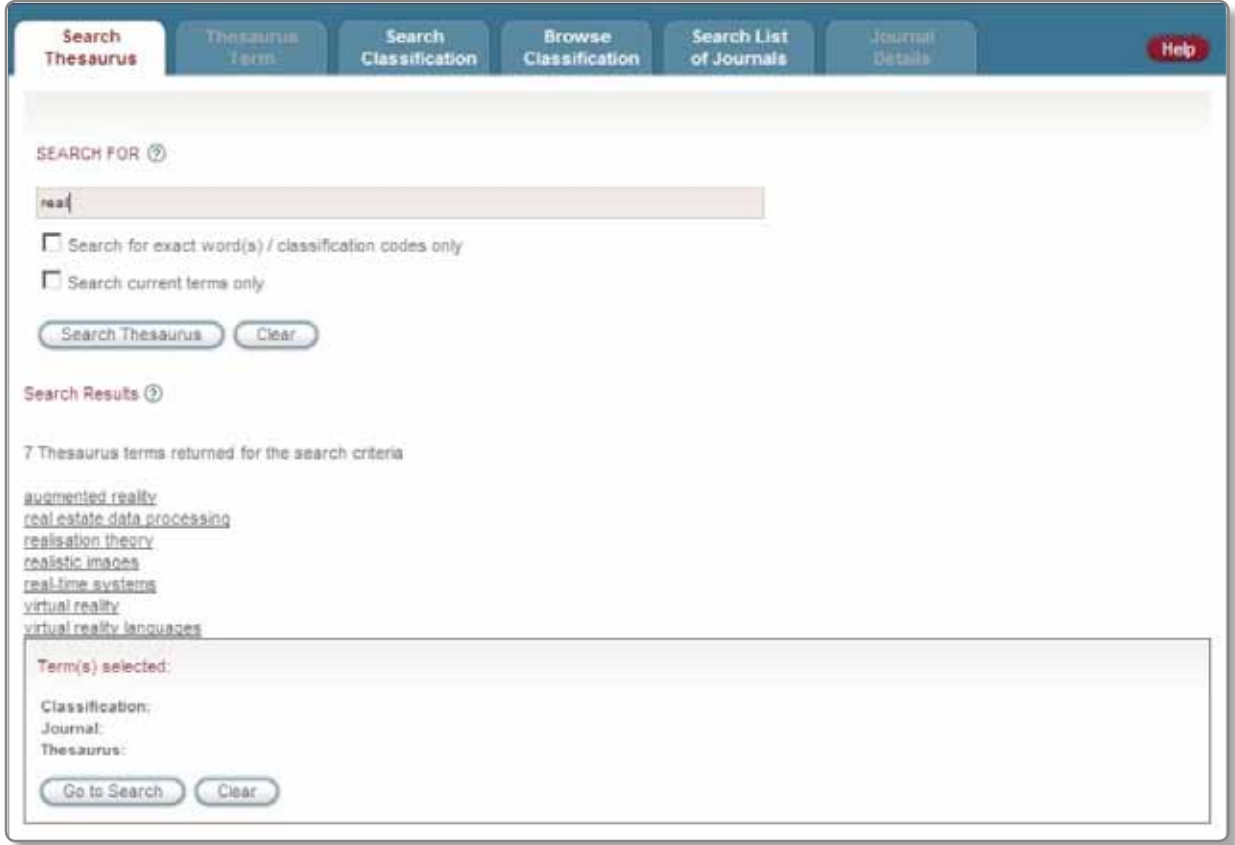 Search Thesaurus
Thesaurus Term
Search Classification
Browse Classification
Search List of Journals
Journal Details
Help
SEARCH FOR ?
real
Search for exact word(s) / classification codes only
Search current terms only
Search Thesaurus Clear
Search Results ?
7 Thesaurus terms returned for the search criteria
augmented reality
real estate data processing
realisation theory
realistic images
real-time systems
virtual reality
virtual reality languages
Term(s) selected:
Classification:
Journal:
Thesaurus:
Go to Search Clear